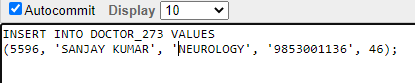 Autocommit Display 10
INSERT INTO DOCTOR_273 VALUES
(5596, 'SANJAY KUMAR', 'NEUROLOGY', '9853001136', 46);